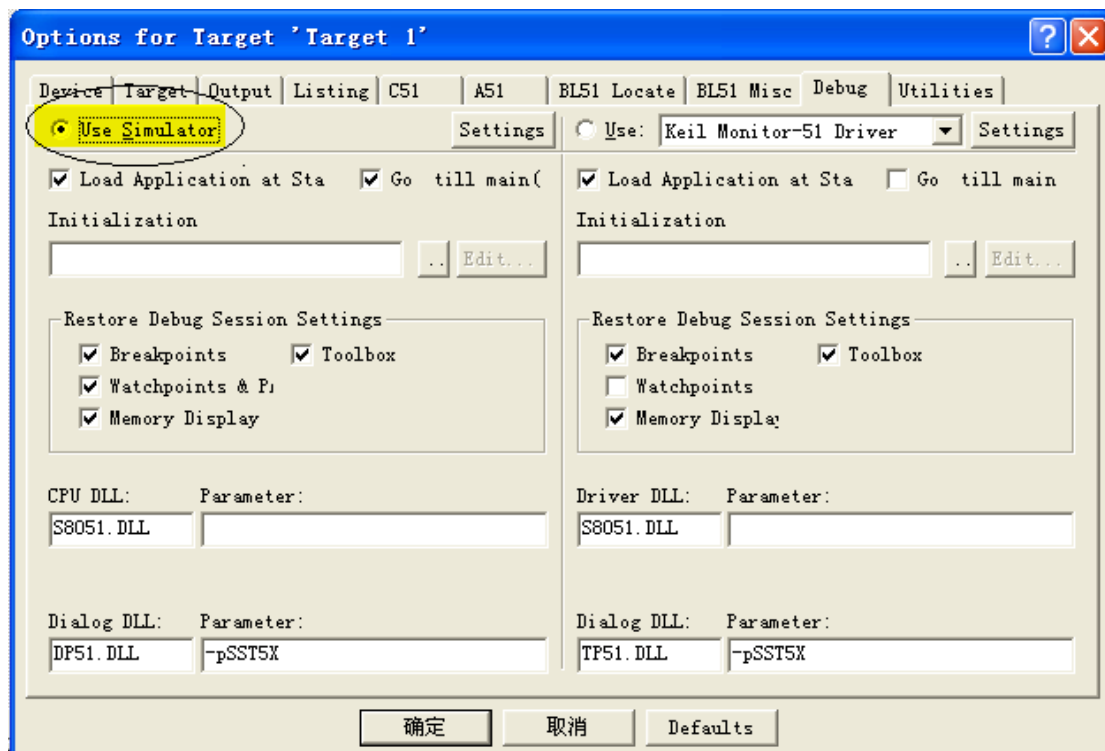 Options for Target 'Target 1'
Device Target Output Listing C51 A51 BL51 Locate BL51 Misc Debug Utilities
Use Simulator Settings Use: Keil Monitor-51 Driver Settings
Load Application at Sta Go till main( Load Application at Sta Go till main
Initialization Initialization
.. Edit... .. Edit...
Restore Debug Session Settings Restore Debug Session Settings
Breakpoints Toolbox Breakpoints Toolbox
Watchpoints & P Watchpoints
Memory Display Memory Display
CPU DLL: Parameter: Driver DLL: Parameter:
S8051.DLL S8051.DLL
Dialog DLL: Parameter: Dialog DLL: Parameter:
DP51.DLL -pSST5X TP51.DLL -pSST5X
确定 取消 Defaults